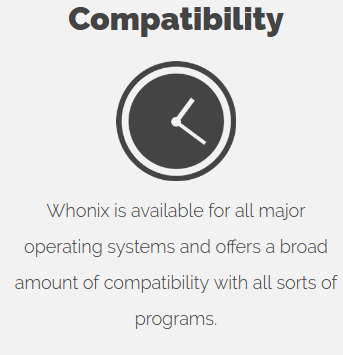 Compatibility
Whonix is available for all major
operating systems and offers a broad
amount of compatibility with all sorts of
programs.